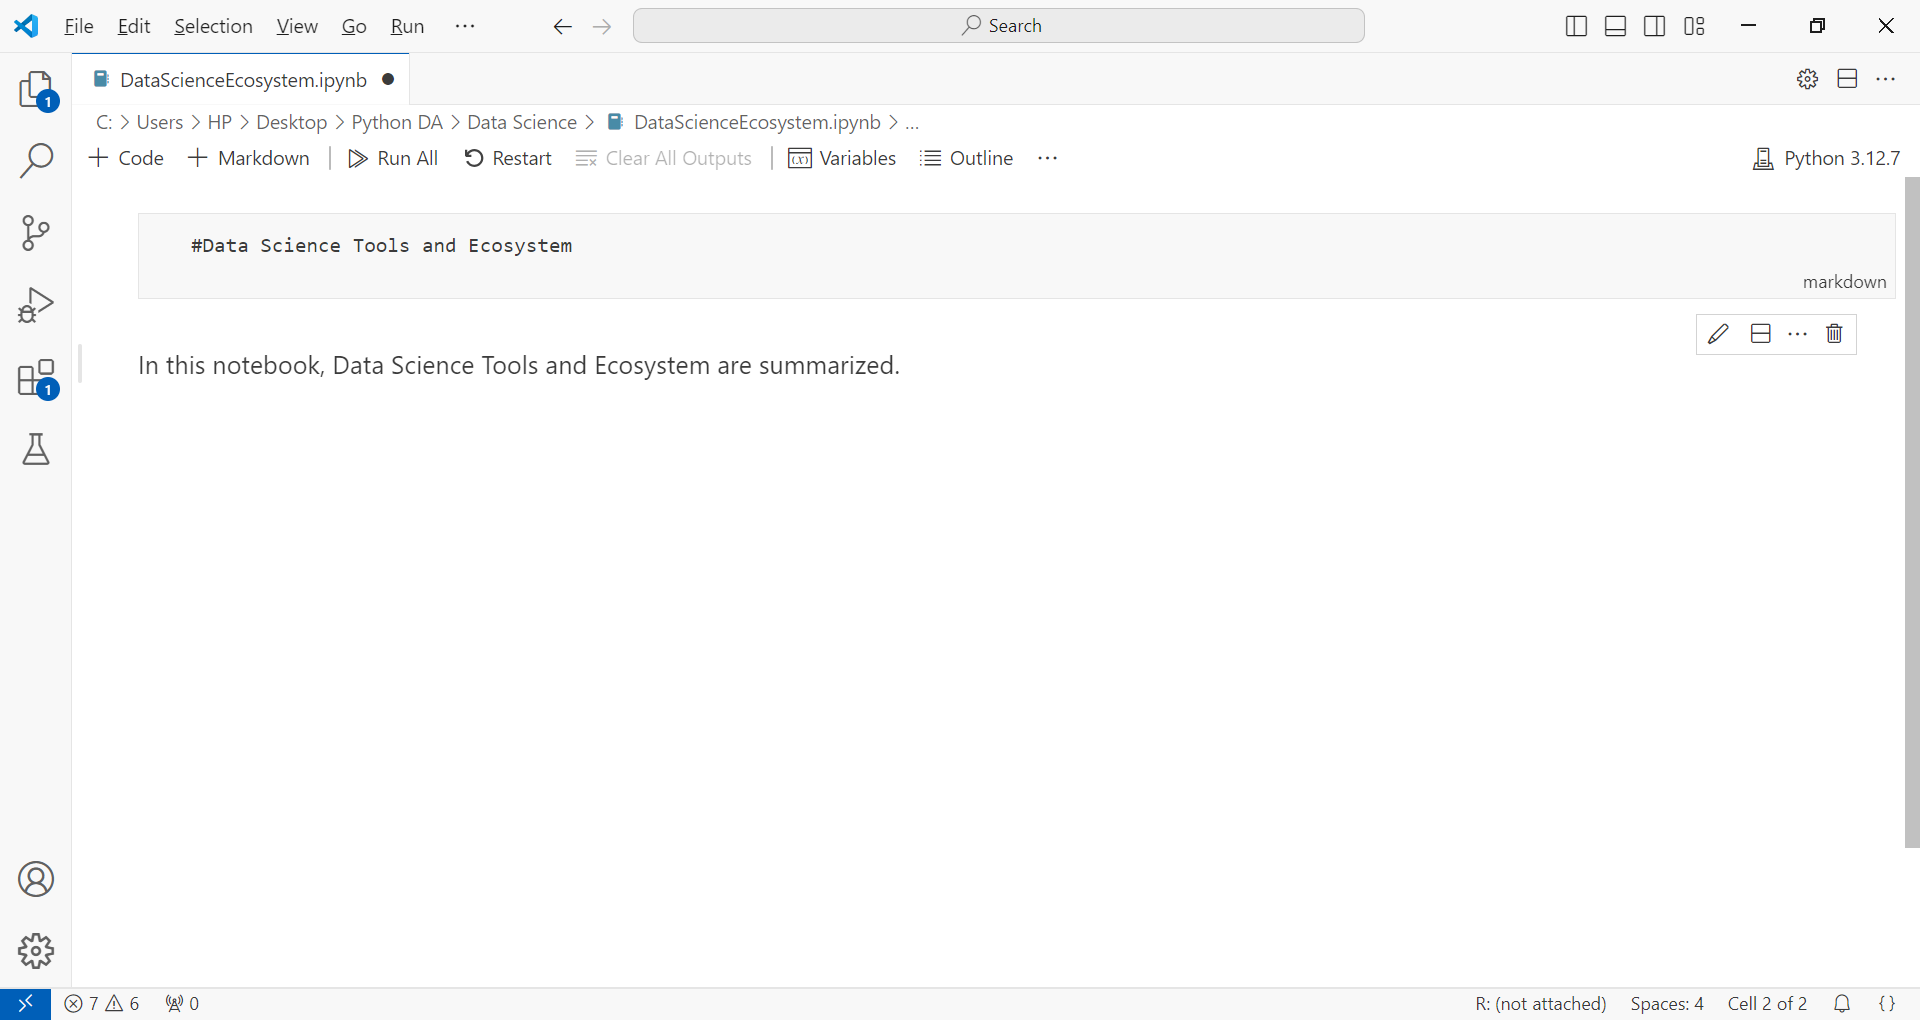 File Edit Selection View Go Run ··· Search
DataScienceEcosystem.ipynb
C: > Users > HP > Desktop > Python DA > Data Science > DataScienceEcosystem.ipynb > ...
+ Code + Markdown | Run All Restart Clear All Outputs | Variables Outline ··· Python 3.12.7
#Data Science Tools and Ecosystem
markdown
In this notebook, Data Science Tools and Ecosystem are summarized.
1
1
7 6 0 R: (not attached) Spaces: 4 Cell 2 of 2 {}